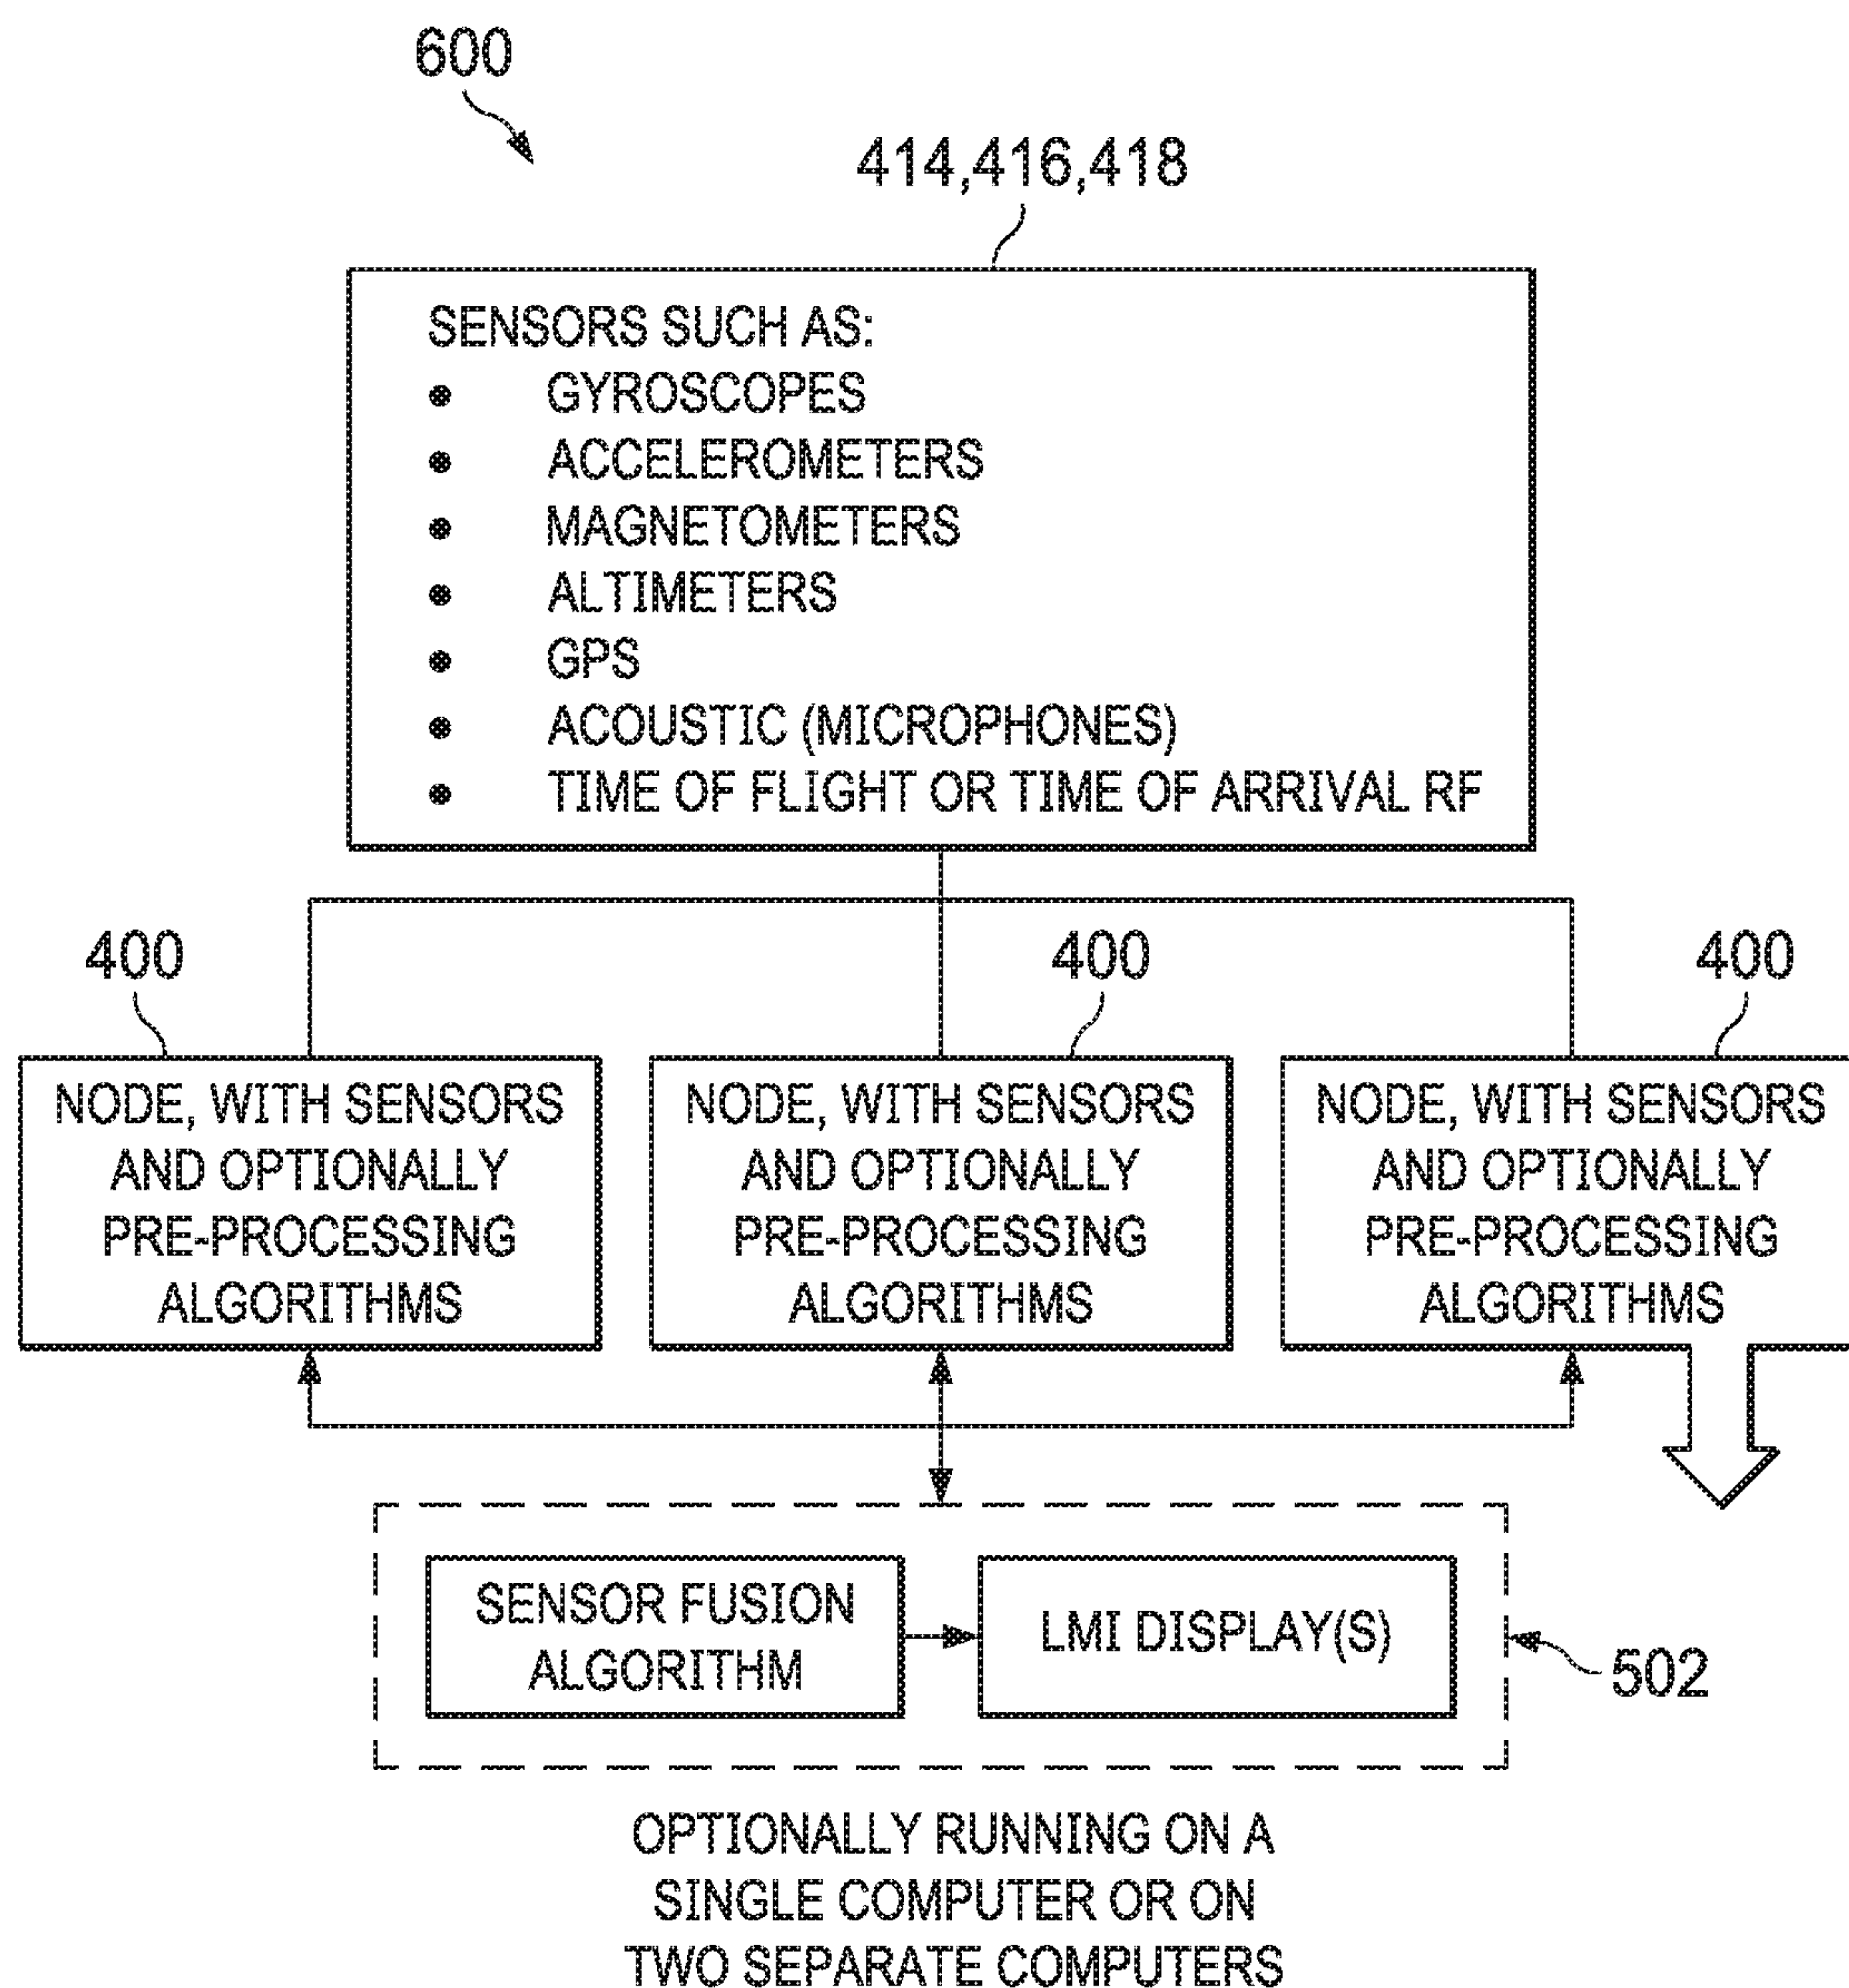 600
414,416,418
SENSORS SUCH AS:
• GYROSCOPES
• ACCELEROMETERS
• MAGNETOMETERS
• ALTIMETERS
• GPS
• ACOUSTIC (MICROPHONES)
• TIME OF FLIGHT OR TIME OF ARRIVAL RF
400
NODE, WITH SENSORS
AND OPTIONALLY
PRE-PROCESSING
ALGORITHMS
400
NODE, WITH SENSORS
AND OPTIONALLY
PRE-PROCESSING
ALGORITHMS
400
NODE, WITH SENSORS
AND OPTIONALLY
PRE-PROCESSING
ALGORITHMS
SENSOR FUSION
ALGORITHM
LMI DISPLAY(S)
502
OPTIONALLY RUNNING ON A
SINGLE COMPUTER OR ON
TWO SEPARATE COMPUTERS